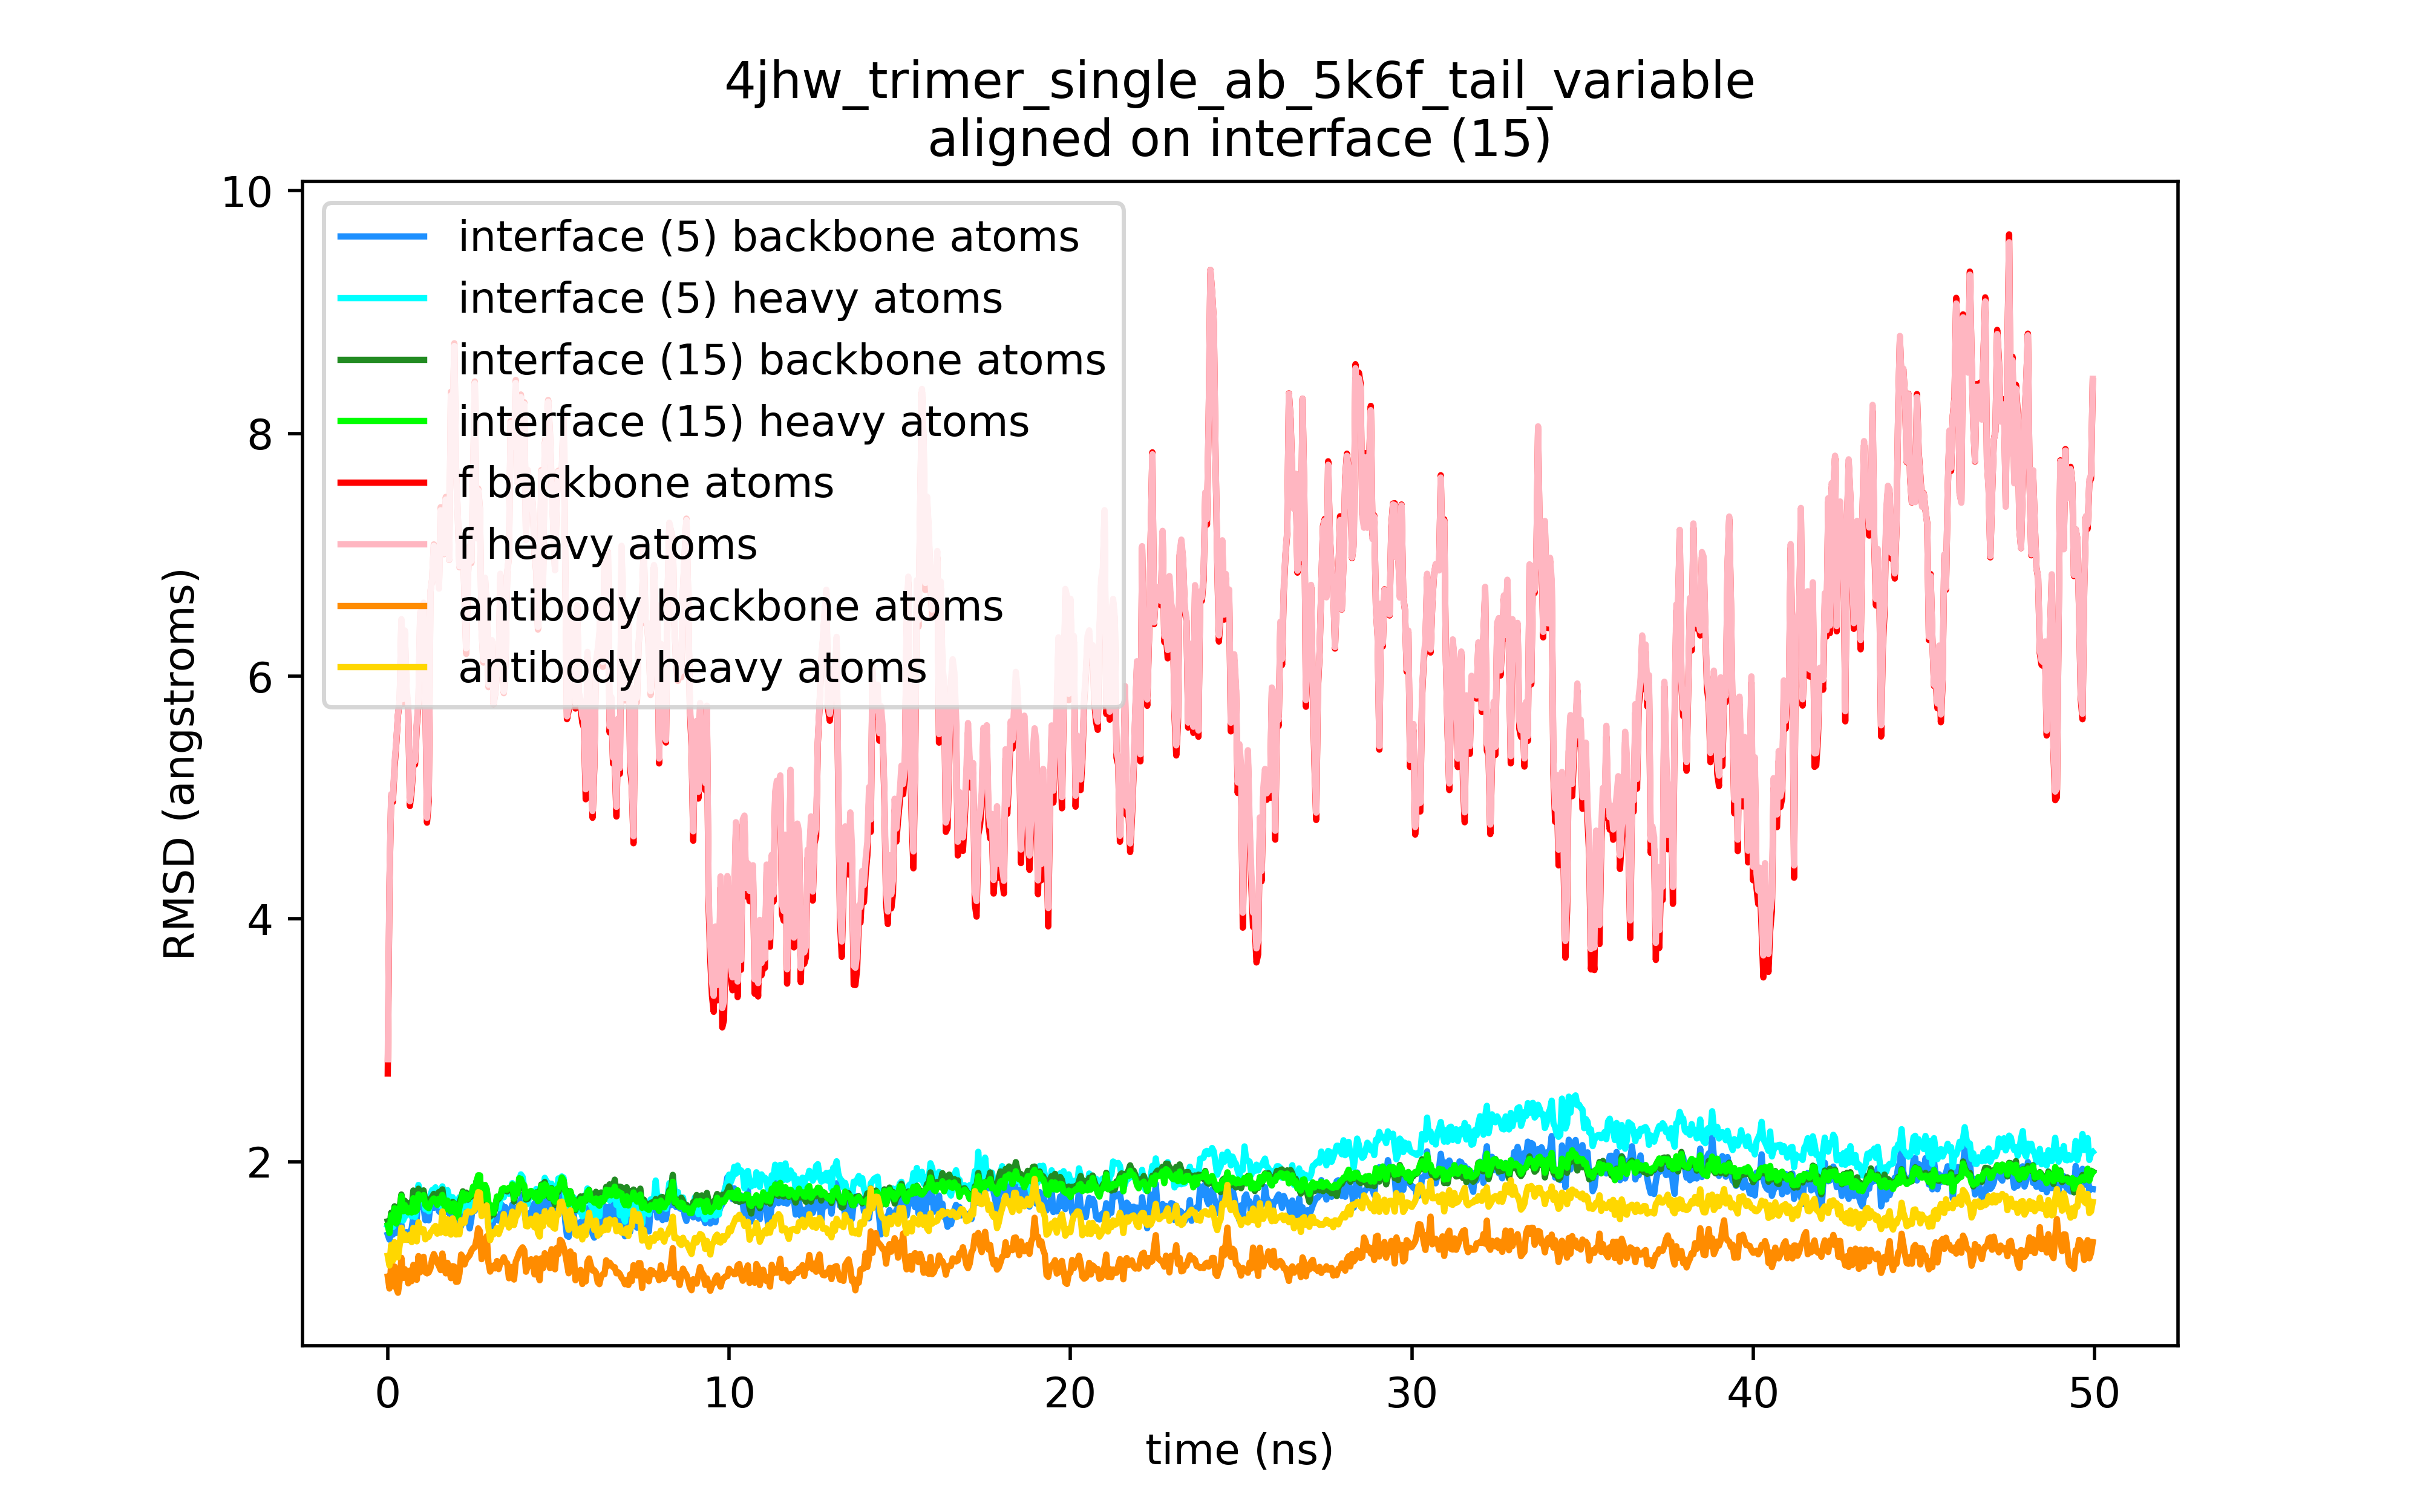 4jhw_trimer_single_ab_5k6f_tail_variable
aligned on interface (15)
10
8
6
4
2
RMSD (angstroms)
interface (5) backbone atoms
interface (5) heavy atoms
interface (15) backbone atoms
interface (15) heavy atoms
f backbone atoms
f heavy atoms
antibody backbone atoms
antibody heavy atoms
0 10 20 30 40 50
time (ns)